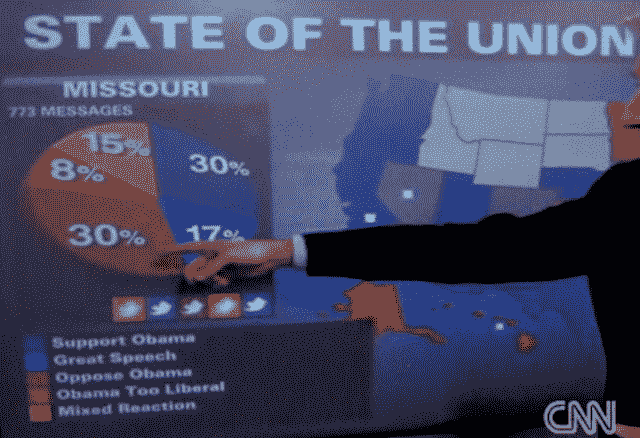 STATE OF THE UNION
MISSOURI
773 MESSAGES
15%
30%
8%
30%
17%
Support Obama
Great Speech
Oppose Obama
Obama Too Liberal
Mixed Reaction
CNN